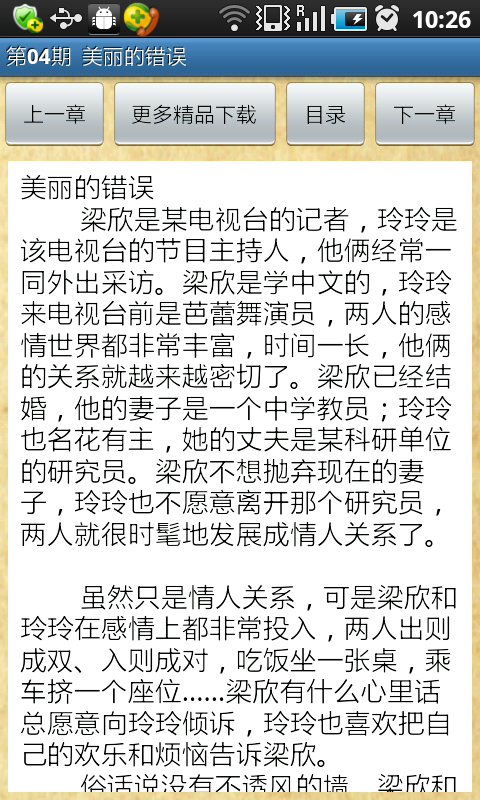 10:26
第04期 美丽的错误
上一章 更多精品下载 目录 下一章
美丽的错误
梁欣是某电视台的记者，玲玲是
该电视台的节目主持人，他俩经常一
同外出采访。梁欣是学中文的，玲玲
来电视台前是芭蕾舞演员，两人的感
情世界都非常丰富，时间一长，他俩
的关系就越来越密切了。梁欣已经结
婚，他的妻子是一个中学教员；玲玲
也名花有主，她的丈夫是某科研单位
的研究员。梁欣不想抛弃现在的妻
子，玲玲也不愿意离开那个研究员，
两人就很时髦地发展成情人关系了。
虽然只是情人关系，可是梁欣和
玲玲在感情上都非常投入，两人出则
成双、入则成对，吃饭坐一张桌，乘
车挤一个座位……梁欣有什么心里话
总愿意向玲玲倾诉，玲玲也喜欢把自
己的欢乐和烦恼告诉梁欣。
俗话说没有不透风的墙，梁欣和